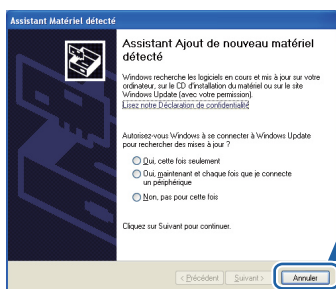 Assistant Matériel détecté
Assistant Ajout de nouveau matériel
détecté
Windows recherche les logiciels en cours et mis à jour sur votre
ordinateur, sur le CD d'installation du matériel ou sur le site
Windows Update (avec votre permission).
Lisez notre Déclaration de confidentialité
Autorisez-vous Windows à se connecter à Windows Update
pour rechercher des mises à jour ?
Oui, cette fois seulement
Oui, maintenant et chaque fois que je connecte
un périphérique
Non, pas pour cette fois
Cliquez sur Suivant pour continuer.
< Précédent
Suivant >
Annuler